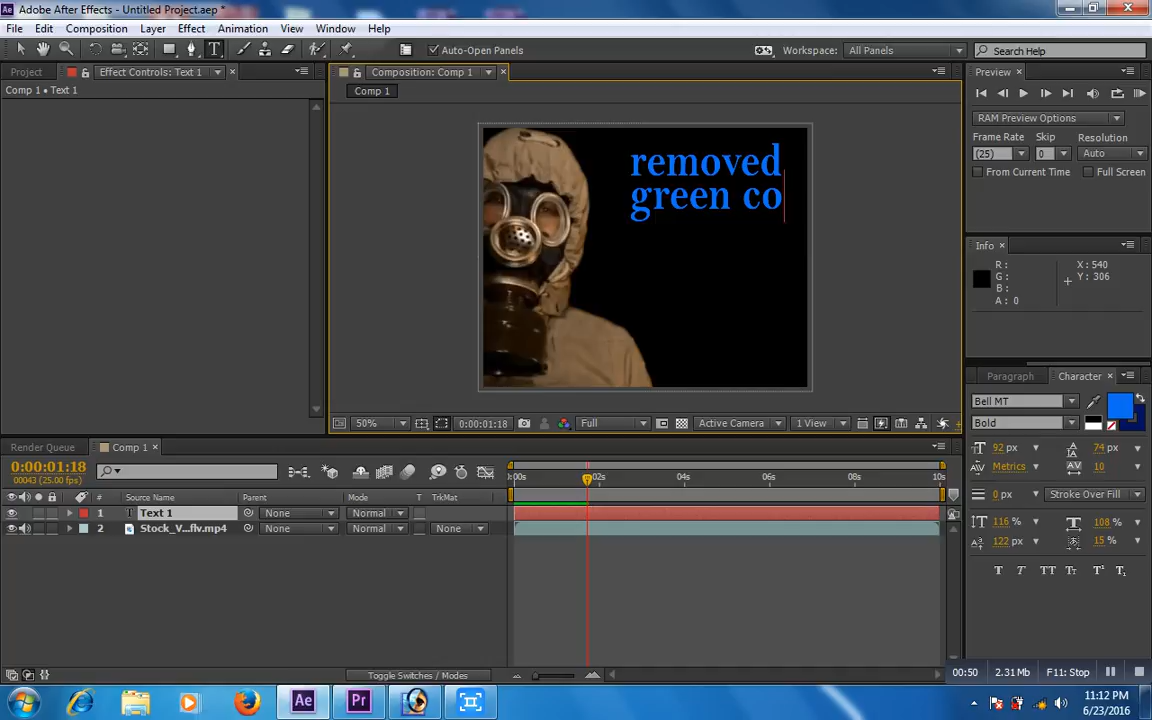 Adobe After Effects - Untitled Project.aep *
File Edit Composition Layer Effect Animation View Window Help
Auto-Open Panels
Workspace: All Panels
Search Help
Project Effect Controls: Text 1
Comp 1 • Text 1
Composition: Comp 1
Comp 1
removed
green co
50% 0:00:01:18 Full Active Camera 1 View
Preview
RAM Preview Options
Frame Rate Skip Resolution
(25) 0 Auto
From Current Time Full Screen
Info
R: X: 540
G: Y: 306
B:
A: 0
Paragraph Character
Bell MT
Bold
92 px 74 px
Metrics 10
0 px Stroke Over Fill
116 % 108 %
122 px 15 %
Render Queue Comp 1
0:00:01:18
00043 (25.00 fps)
:00s 02s 04s 06s 08s 10s
# Source Name Parent Mode T TrkMat
1 T Text 1 None Normal
2 Stock_V...flv.mp4 None Normal None
Toggle Switches / Modes
00:50 2.31 Mb F11: Stop
Ae Pr
11:12 PM
6/23/2016